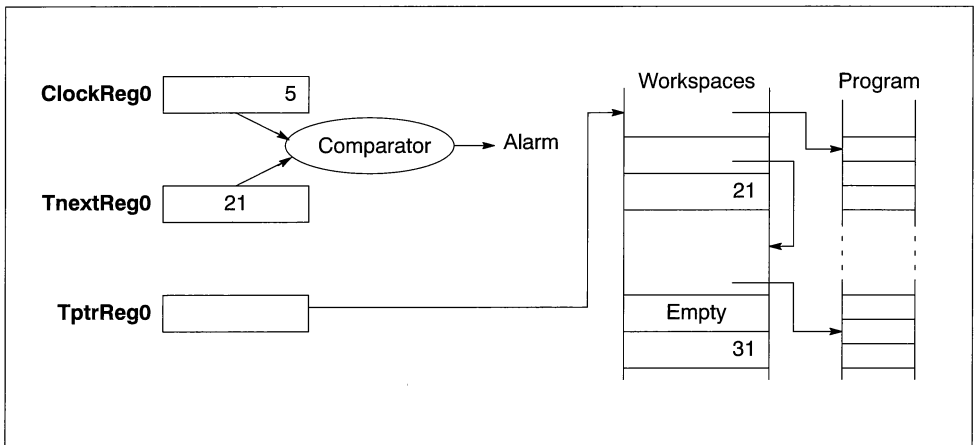 Workspaces
Program
ClockReg0
5
Comparator
Alarm
TnextReg0
21
21
TptrReg0
Empty
31